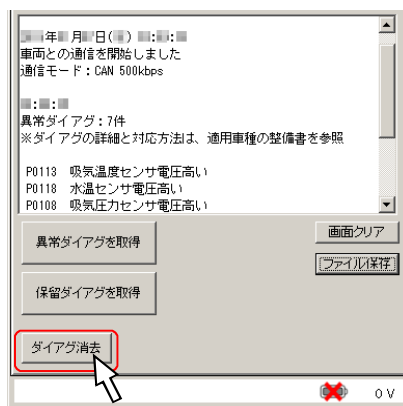 年 月 日( ) : :
車両との通信を開始しました
通信モード：CAN 500kbps
: :
異常ダイアグ：7件
※ダイアグの詳細と対応方法は、適用車種の整備書を参照
P0113 吸気温度センサ電圧高い
P0118 水温センサ電圧高い
P0108 吸気圧力センサ電圧高い
異常ダイアグを取得
画面クリア
ファイル保存
保留ダイアグを取得
ダイアグ消去
0 V